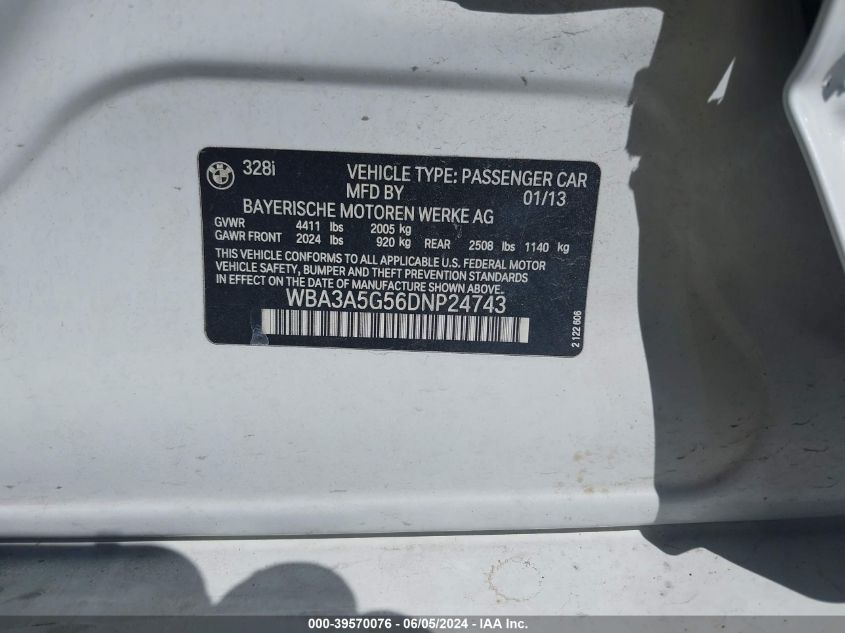 328i VEHICLE TYPE: PASSENGER CAR
MFD BY 01/13
BAYERISCHE MOTOREN WERKE AG
GVWR 4411 lbs 2005 kg
GAWR FRONT 2024 lbs 920 kg REAR 2508 lbs 1140 kg
THIS VEHICLE CONFORMS TO ALL APPLICABLE U.S. FEDERAL MOTOR
VEHICLE SAFETY, BUMPER AND THEFT PREVENTION STANDARDS
IN EFFECT ON THE DATE OF MANUFACTURE SHOWN ABOVE.
WBA3A5G56DNP24743
2 122 606
000-39570076 - 06/05/2024 - IAA Inc.